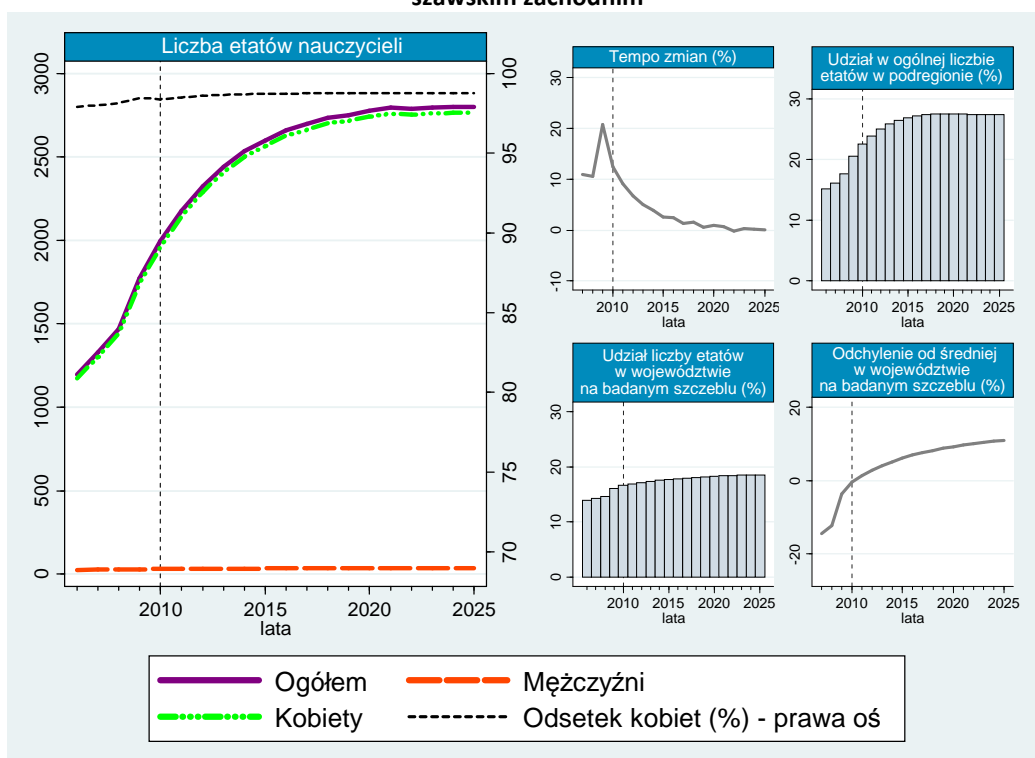 szawskim zachodnim
Liczba etatów nauczycieli
3000
2500
2000
1500
1000
500
0
100
95
90
85
80
75
70
2010
2015
2020
2025
lata
Tempo zmian (%)
30
20
10
0
-10
2010
2015
2020
2025
lata
Udział w ogólnej liczbie
etatów w podregionie (%)
30
20
10
0
2010
2015
2020
2025
lata
Udział liczby etatów
w województwie
na badanym szczeblu (%)
30
20
10
0
2010
2015
2020
2025
lata
Odchylenie od średniej
w województwie
na badanym szczeblu (%)
20
0
-20
2010
2015
2020
2025
lata
Ogółem
Mężczyźni
Kobiety
Odsetek kobiet (%) - prawa oś